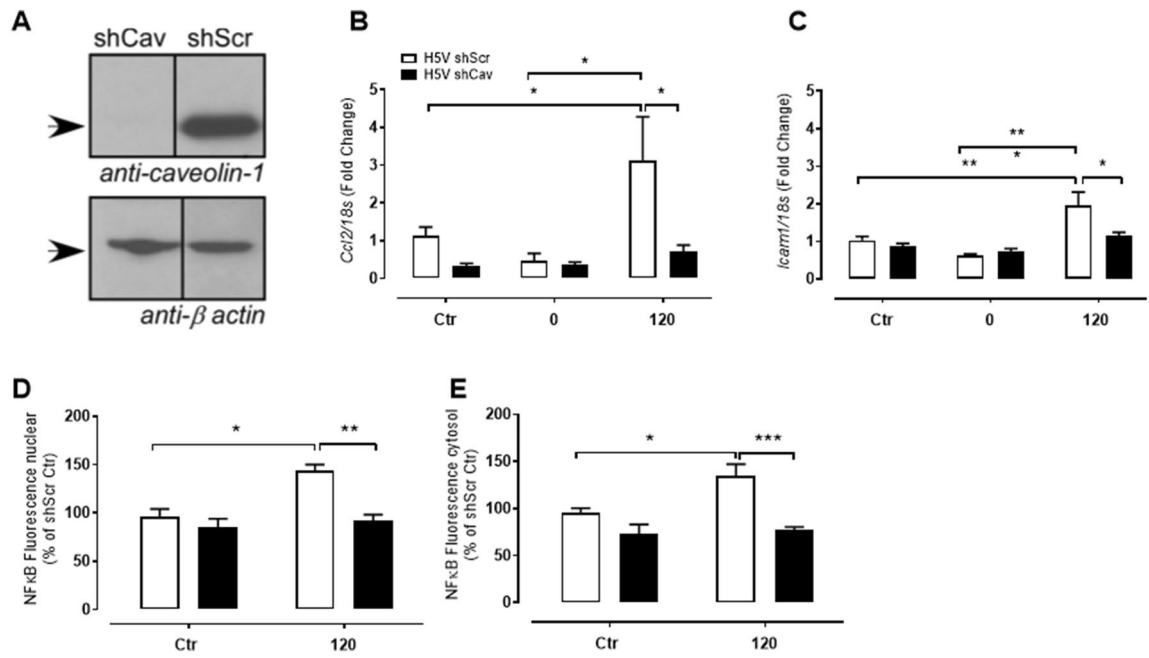 A
shCav shScr
anti-caveolin-1
anti-β actin
B
H5V shScr
H5V shCav
*
*
*
Ccl2/18s (Fold Change)
5
4
3
2
1
0
Ctr 0 120
C
**
*
**
*
Icam1/18s (Fold Change)
5
4
3
2
1
0
Ctr 0 120
D
NFκB Fluorescence nuclear
(% of shScr Ctr)
200
150
100
50
0
*
**
Ctr 120
E
NFκB Fluorescence cytosol
(% of shScr Ctr)
200
150
100
50
0
*
***
Ctr 120